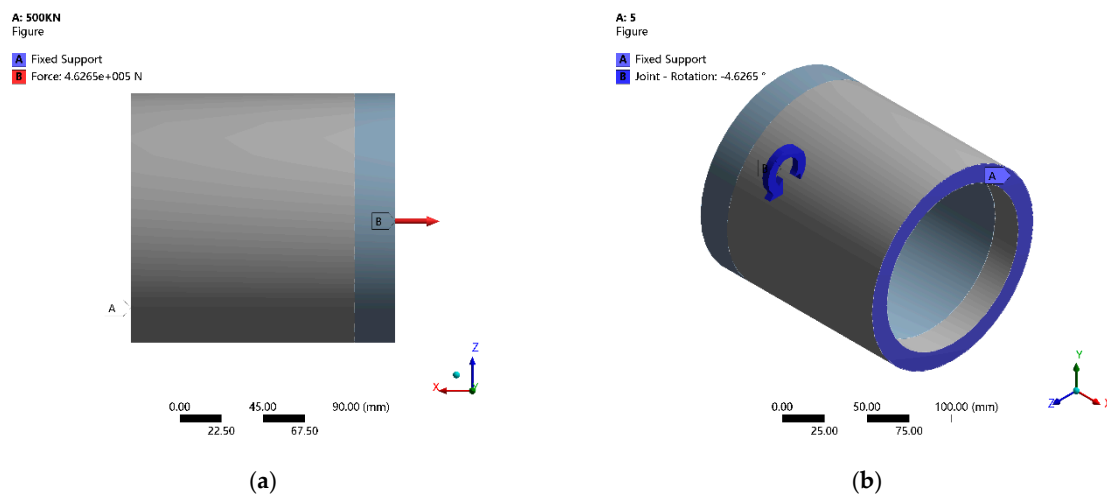 A: 500KN
Figure
A Fixed Support
B Force: 4.6265e+005 N
B
A
Z
X
Y
0.00 45.00 90.00 (mm)
22.50 67.50
(a)
A: 5
Figure
A Fixed Support
B Joint - Rotation: -4.6265 °
A
Y
Z
X
0.00 50.00 100.00 (mm)
25.00 75.00
(b)